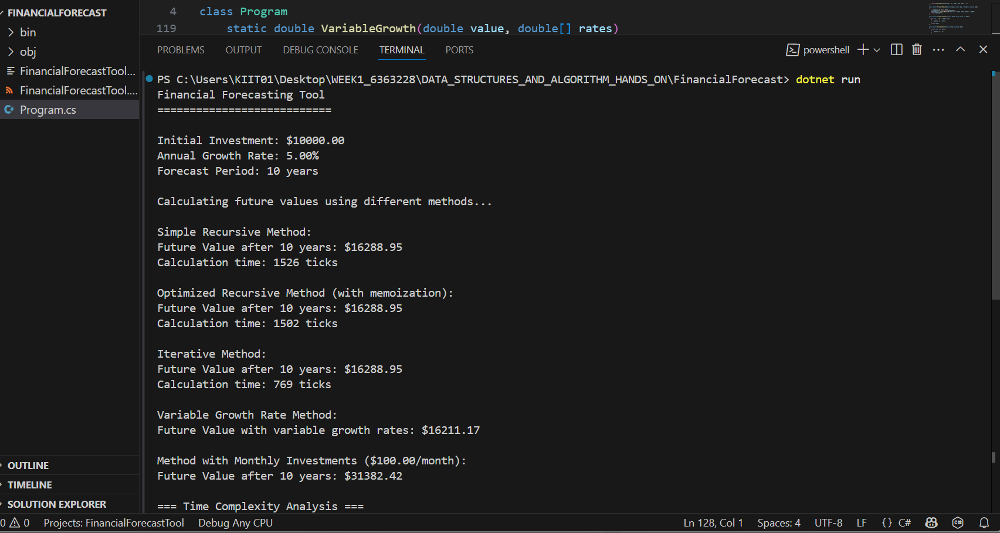 FINANCIALFORECAST
bin
obj
FinancialForecastTool...
FinancialForecastTool....
Program.cs
OUTLINE
TIMELINE
SOLUTION EXPLORER
4 class Program
119 static double VariableGrowth(double value, double[] rates)
PROBLEMS OUTPUT DEBUG CONSOLE TERMINAL PORTS powershell
PS C:\Users\KIIT01\Desktop\WEEK1_6363228\DATA_STRUCTURES_AND_ALGORITHM_HANDS_ON\FinancialForecast> dotnet run
Financial Forecasting Tool
===========================
Initial Investment: $10000.00
Annual Growth Rate: 5.00%
Forecast Period: 10 years
Calculating future values using different methods...
Simple Recursive Method:
Future Value after 10 years: $16288.95
Calculation time: 1526 ticks
Optimized Recursive Method (with memoization):
Future Value after 10 years: $16288.95
Calculation time: 1502 ticks
Iterative Method:
Future Value after 10 years: $16288.95
Calculation time: 769 ticks
Variable Growth Rate Method:
Future Value with variable growth rates: $16211.17
Method with Monthly Investments ($100.00/month):
Future Value after 10 years: $31382.42
=== Time Complexity Analysis ===
0 0 Projects: FinancialForecastTool Debug Any CPU Ln 128, Col 1 Spaces: 4 UTF-8 LF {} C#